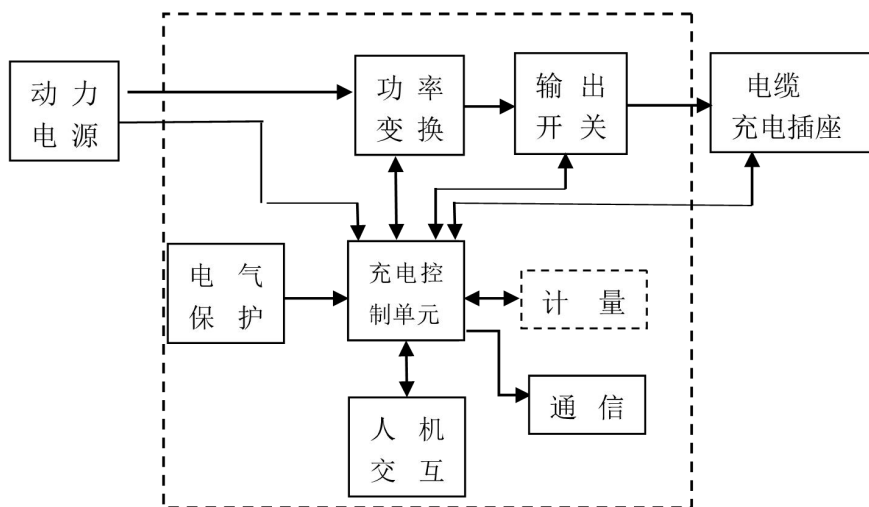 动 力
电 源
功 率
变 换
输 出
开 关
电缆
充电插座
电 气
保 护
充电控
制单元
计 量
通 信
人 机
交 互